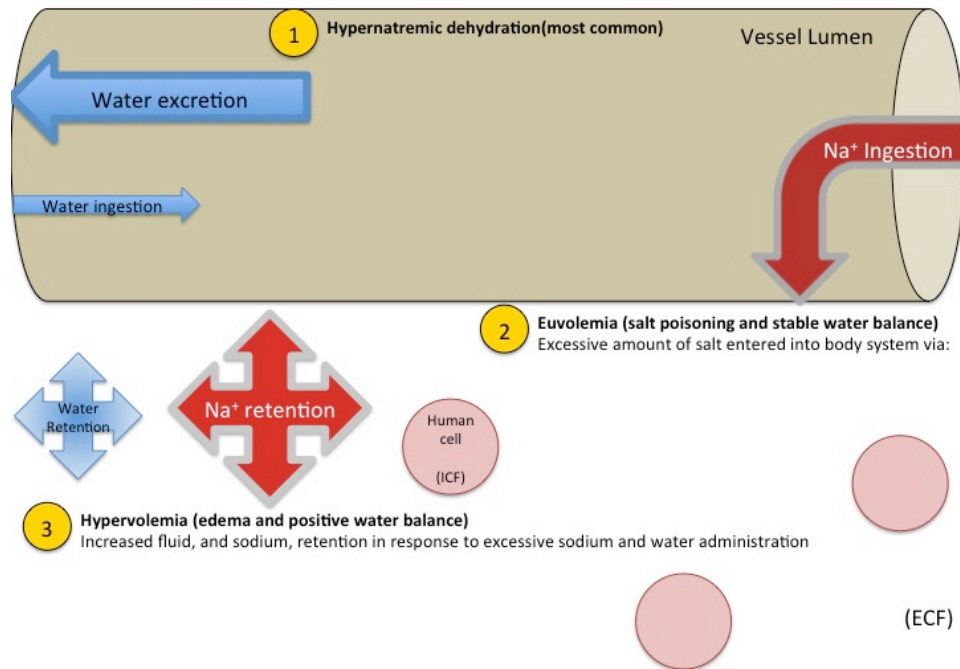 1
Hypernatremic dehydration(most common)
Vessel Lumen
Water excretion
Na⁺ Ingestion
Water ingestion
2
Euvolemia (salt poisoning and stable water balance)
Excessive amount of salt entered into body system via:
Water
Retention
Na⁺ retention
Human
cell
(ICF)
3
Hypervolemia (edema and positive water balance)
Increased fluid, and sodium, retention in response to excessive sodium and water administration
(ECF)